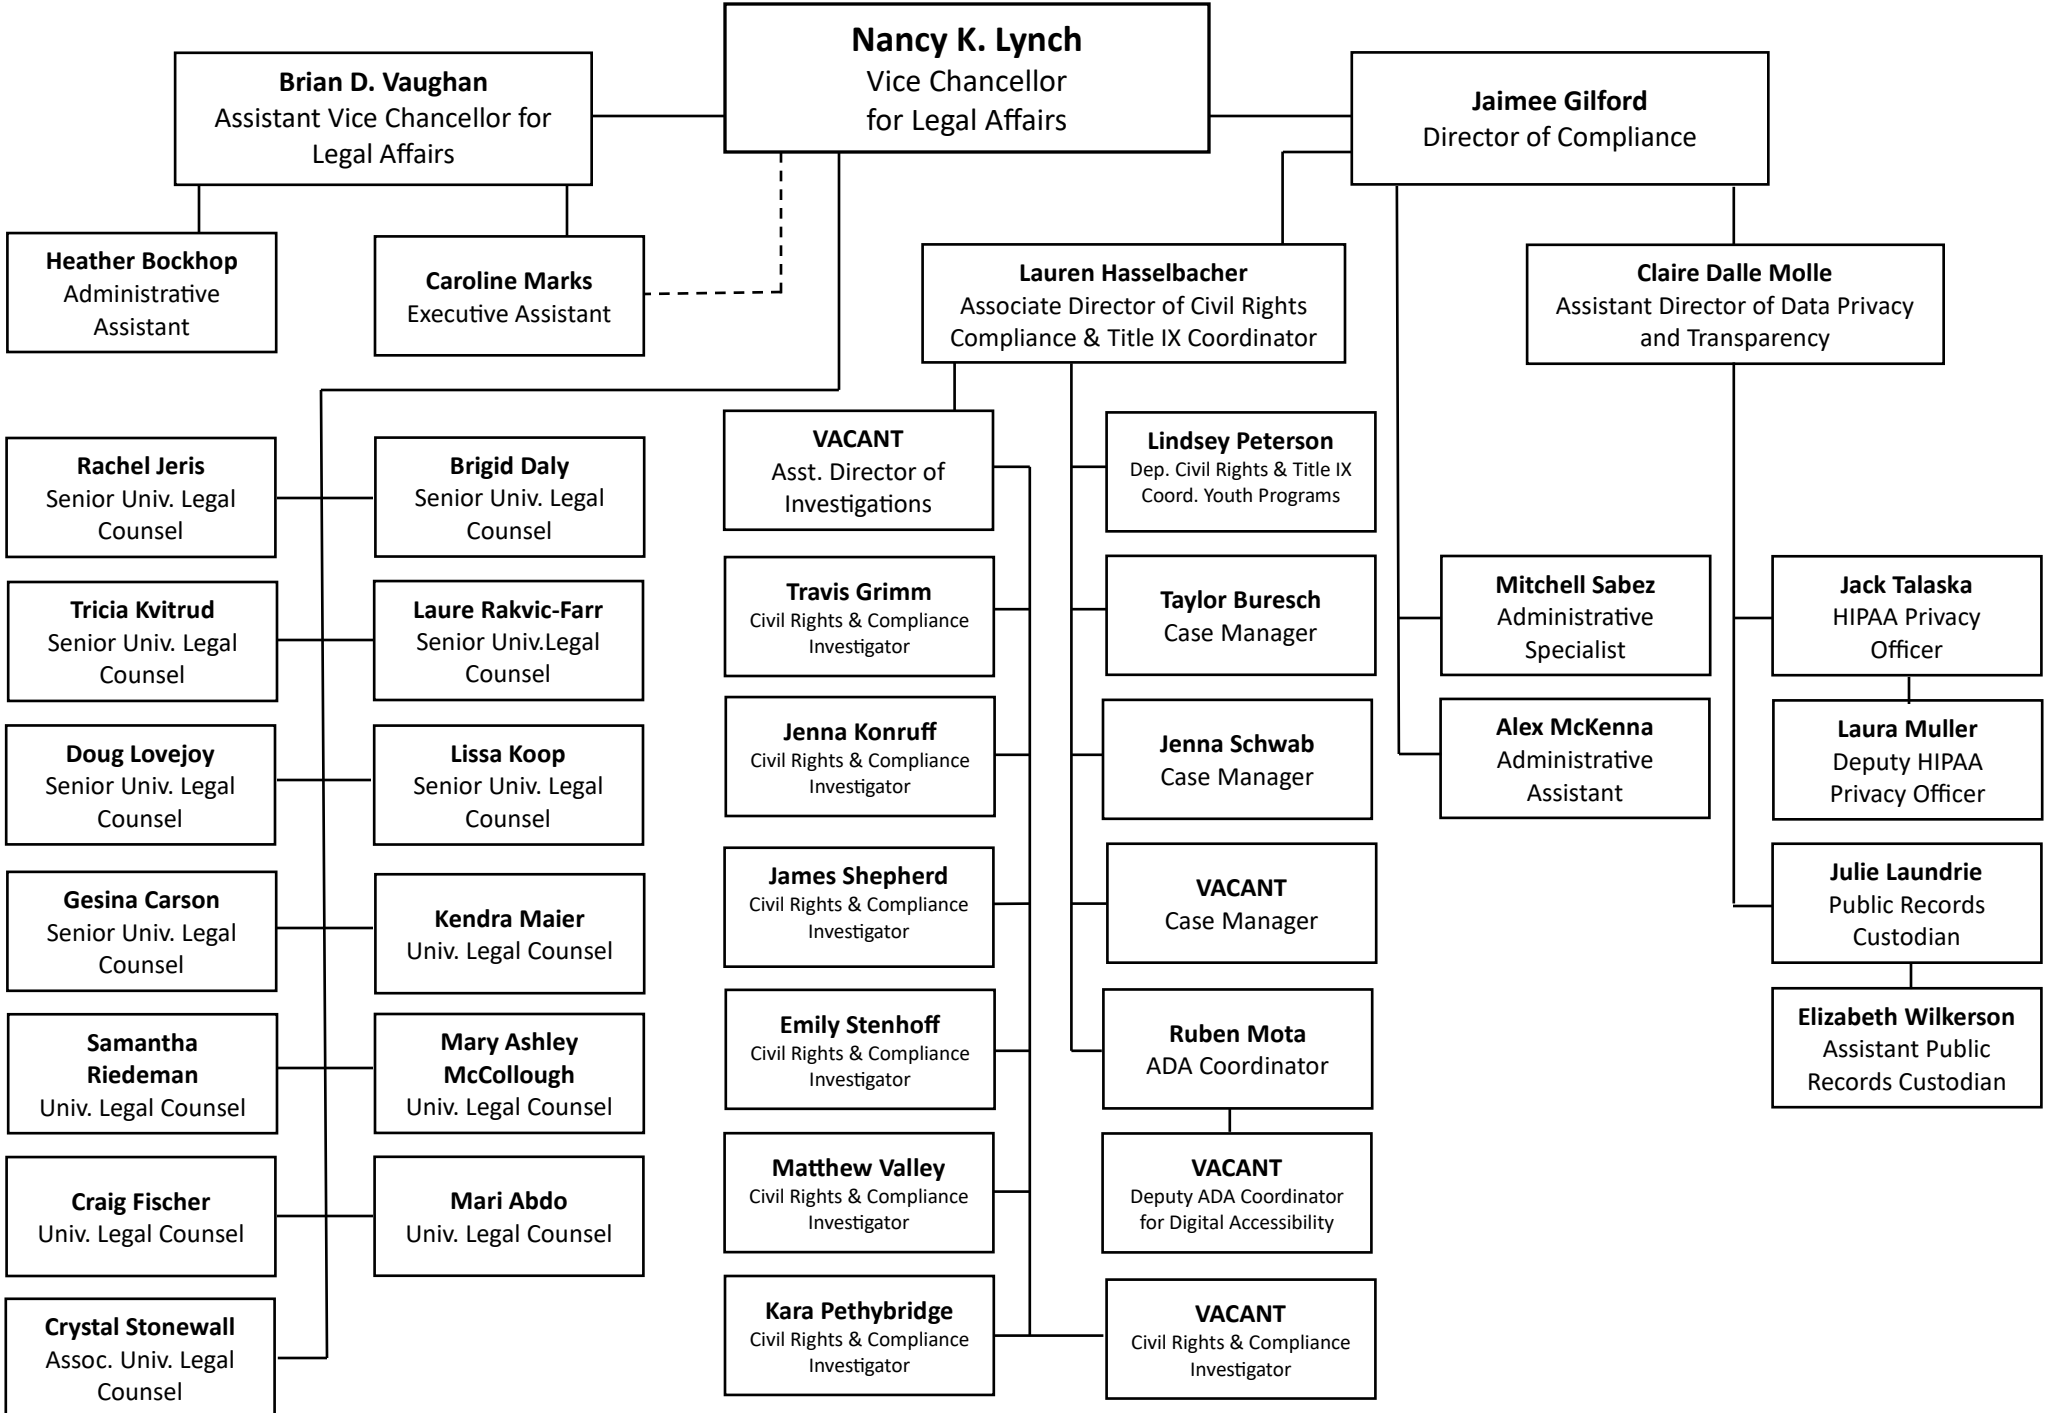 Nancy K. Lynch
Vice Chancellor
for Legal Affairs
Brian D. Vaughan
Assistant Vice Chancellor for
Legal Affairs
Jaimee Gilford
Director of Compliance
Heather Bockhop
Administrative
Assistant
Caroline Marks
Executive Assistant
Lauren Hasselbacher
Associate Director of Civil Rights
Compliance & Title IX Coordinator
Claire Dalle Molle
Assistant Director of Data Privacy
and Transparency
Rachel Jeris
Senior Univ. Legal
Counsel
Brigid Daly
Senior Univ. Legal
Counsel
Tricia Kvitrud
Senior Univ. Legal
Counsel
Laure Rakvic-Farr
Senior Univ.Legal
Counsel
Doug Lovejoy
Senior Univ. Legal
Counsel
Lissa Koop
Senior Univ. Legal
Counsel
Gesina Carson
Senior Univ. Legal
Counsel
Kendra Maier
Univ. Legal Counsel
Samantha
Riedeman
Univ. Legal Counsel
Mary Ashley
McCollough
Univ. Legal Counsel
Craig Fischer
Univ. Legal Counsel
Mari Abdo
Univ. Legal Counsel
Crystal Stonewall
Assoc. Univ. Legal
Counsel
VACANT
Asst. Director of
Investigations
Travis Grimm
Civil Rights & Compliance
Investigator
Jenna Konruff
Civil Rights & Compliance
Investigator
James Shepherd
Civil Rights & Compliance
Investigator
Emily Stenhoff
Civil Rights & Compliance
Investigator
Matthew Valley
Civil Rights & Compliance
Investigator
Kara Pethybridge
Civil Rights & Compliance
Investigator
Lindsey Peterson
Dep. Civil Rights & Title IX
Coord. Youth Programs
Taylor Buresch
Case Manager
Jenna Schwab
Case Manager
VACANT
Case Manager
Ruben Mota
ADA Coordinator
VACANT
Deputy ADA Coordinator
for Digital Accessibility
VACANT
Civil Rights & Compliance
Investigator
Mitchell Sabez
Administrative
Specialist
Alex McKenna
Administrative
Assistant
Jack Talaska
HIPAA Privacy
Officer
Laura Muller
Deputy HIPAA
Privacy Officer
Julie Laundrie
Public Records
Custodian
Elizabeth Wilkerson
Assistant Public
Records Custodian